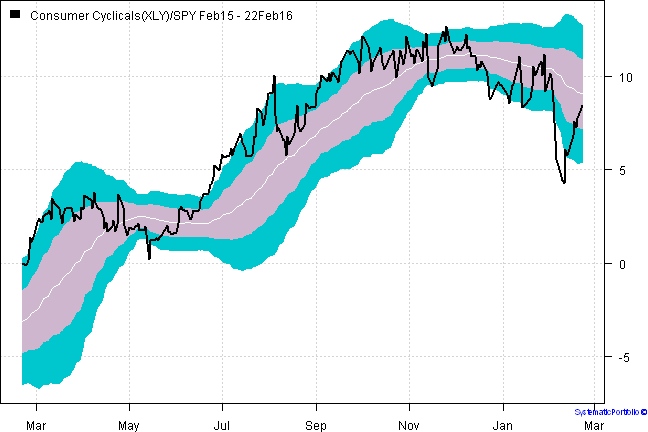 Consumer Cyclicals(XLY)/SPY Feb15 - 22Feb16
10
5
0
-5
SystematicPortfolio ©
Mar May Jul Sep Nov Jan Mar